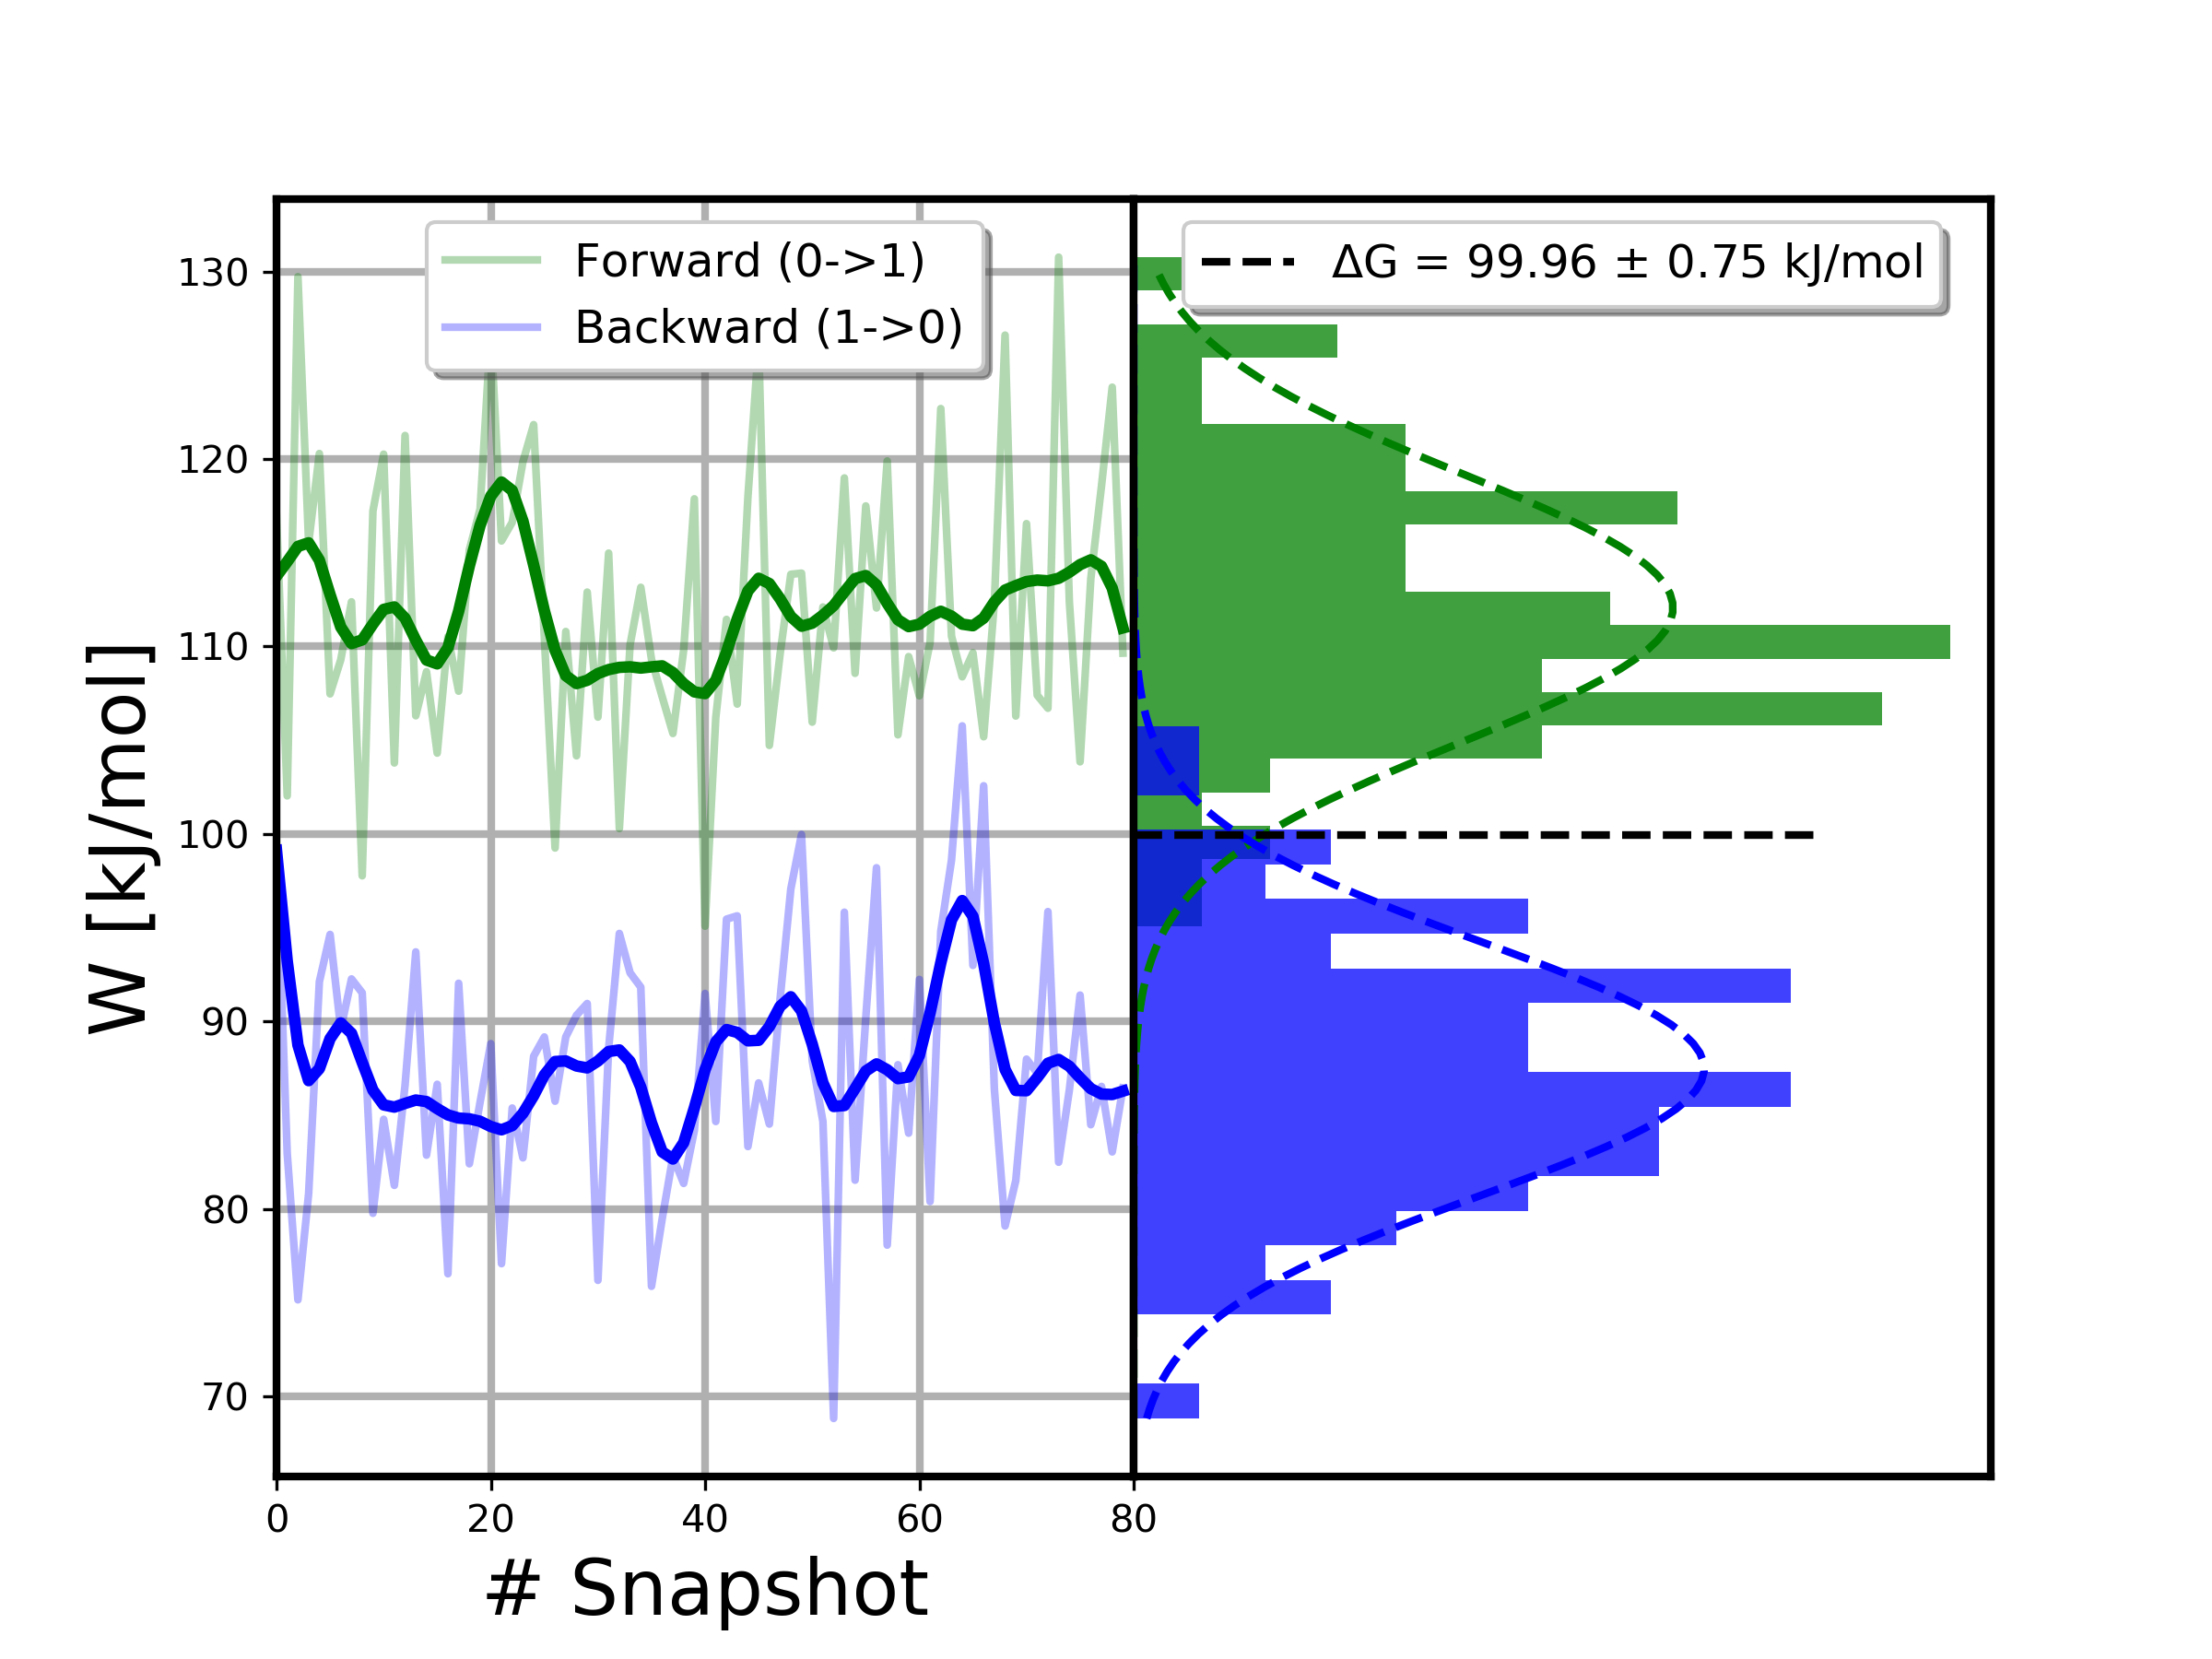 Forward (0->1)
Backward (1->0)
ΔG = 99.96 ± 0.75 kJ/mol
130
120
110
100
90
80
70
W [kJ/mol]
0 20 40 60 80
# Snapshot